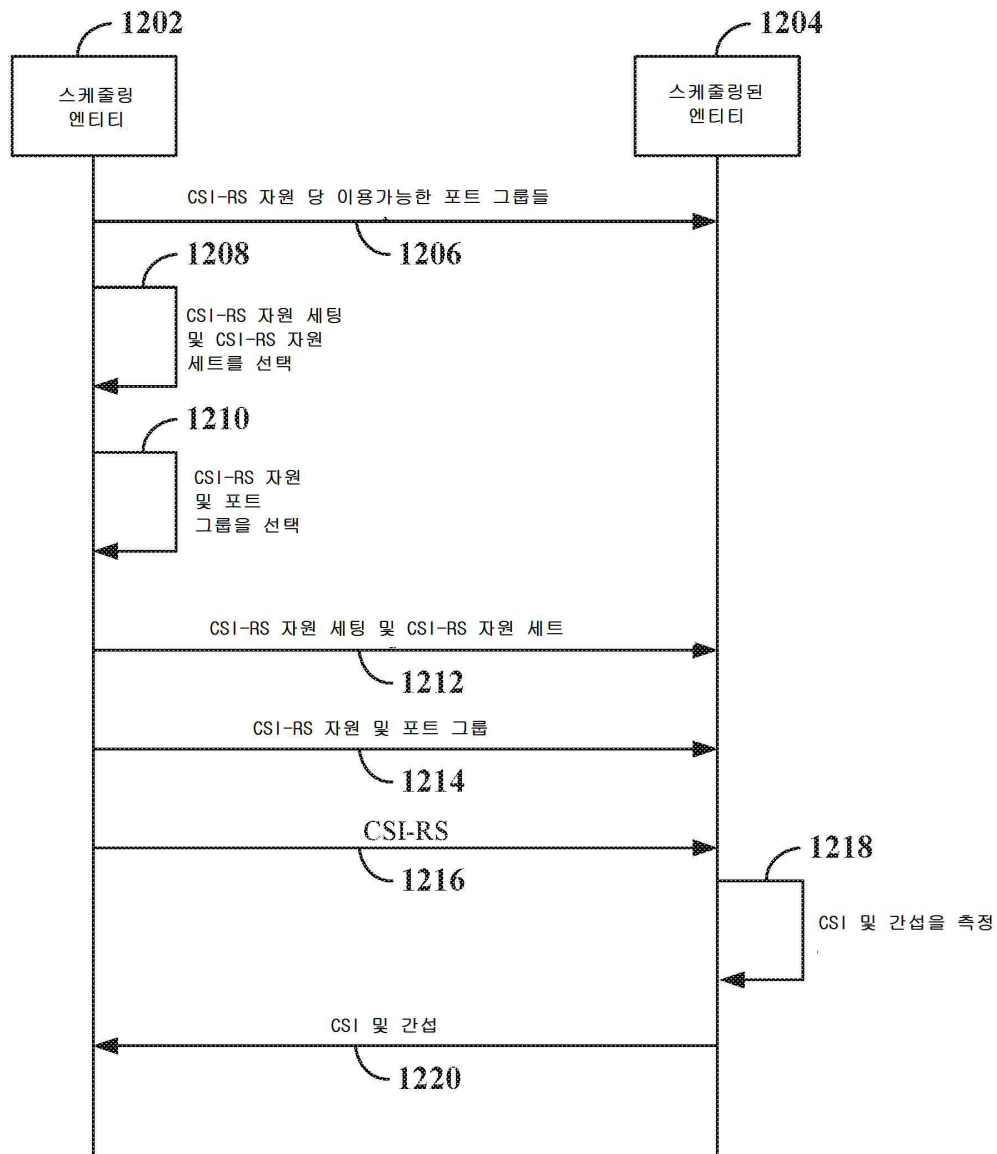 1202
1204
스케줄링
엔티티
스케줄링된
엔티티
CSI-RS 자원 당 이용가능한 포트 그룹들
1206
1208
CSI-RS 자원 세팅
및 CSI-RS 자원
세트를 선택
1210
CSI-RS 자원
및 포트
그룹을 선택
CSI-RS 자원 세팅 및 CSI-RS 자원 세트
1212
CSI-RS 자원 및 포트 그룹
1214
CSI-RS
1216
1218
CSI 및 간섭을 측정
CSI 및 간섭
1220